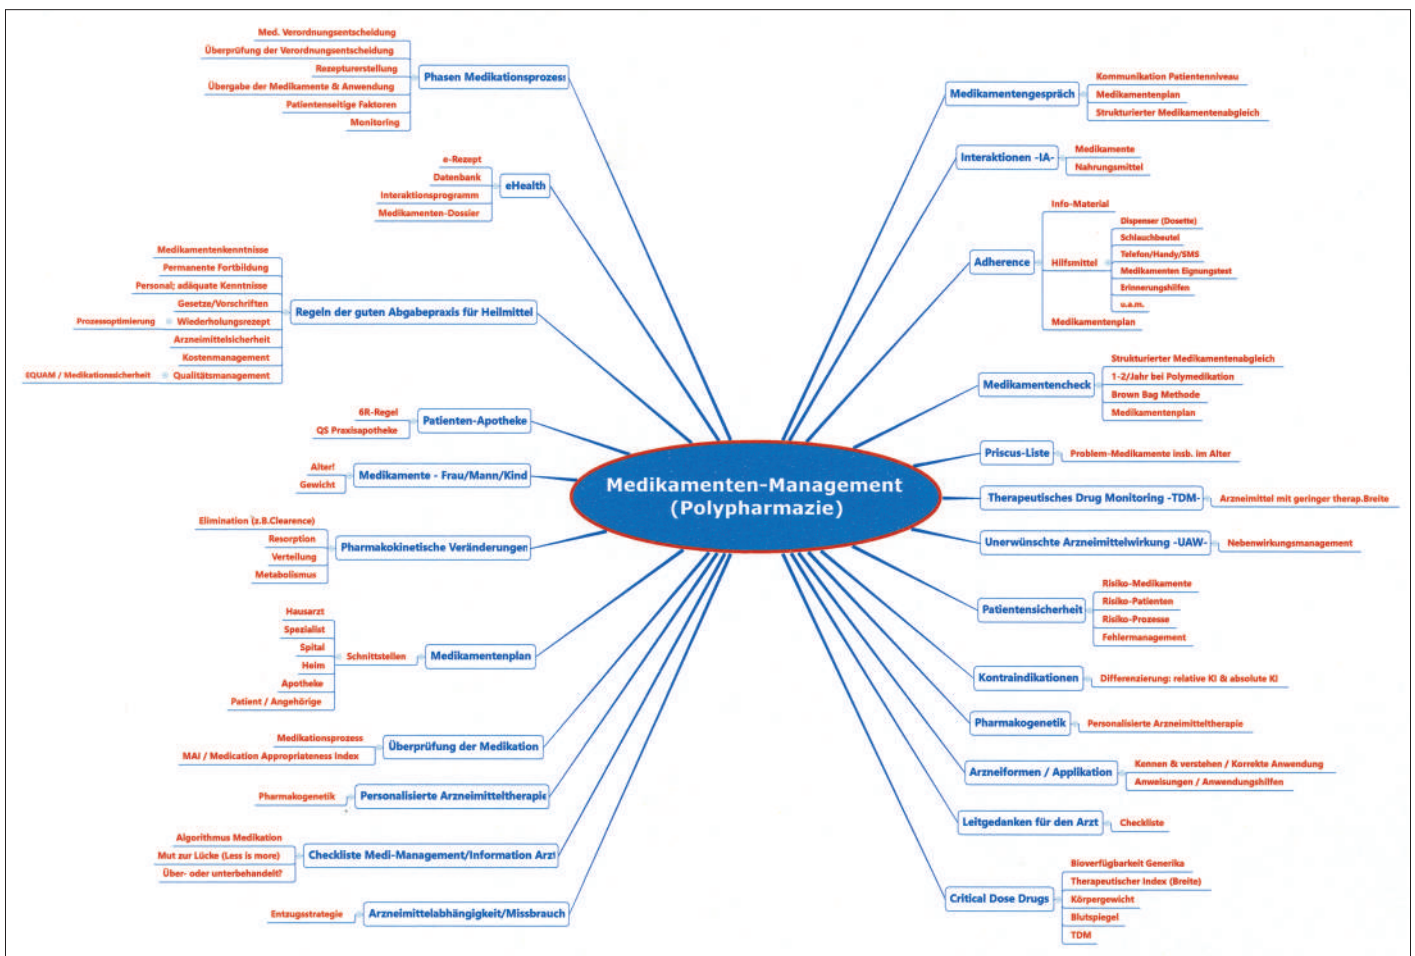 Med. Verordnungsentscheidung
Überprüfung der Verordnungsentscheidung
Rezepturerstellung
Übergabe der Medikamente & Anwendung
Patientenseitige Faktoren
Monitoring
Phasen Medikationsprozess
e-Rezept
Datenbank
Interaktionsprogramm
Medikamenten-Dossier
eHealth
Medikamentenkenntnisse
Permanente Fortbildung
Personal; adäquate Kenntnisse
Gesetze/Vorschriften
Prozessoptimierung
Wiederholungsrezept
Arzneimittelsicherheit
Kostenmanagement
EQUAM / Medikationssicherheit
Qualitätsmanagement
Regeln der guten Abgabepraxis für Heilmittel
6R-Regel
QS Praxisapotheke
Patienten-Apotheke
Alter!
Gewicht
Medikamente - Frau/Mann/Kind
Elimination (z.B.Clearence)
Resorption
Verteilung
Metabolismus
Pharmakokinetische Veränderungen
Hausarzt
Spezialist
Spital
Heim
Apotheke
Patient / Angehörige
Schnittstellen
Medikamentenplan
Medikationsprozess
MAI / Medication Appropriateness Index
Überprüfung der Medikation
Pharmakogenetik
Personalisierte Arzneimitteltherapie
Algorithmus Medikation
Mut zur Lücke (Less is more)
Über- oder unterbehandelt?
Checkliste Medi-Management/Information Arzt
Entzugsstrategie
Arzneimittelabhängigkeit/Missbrauch
Medikamenten-Management
(Polypharmazie)
Medikamentengespräch
Kommunikation Patientenniveau
Medikamentenplan
Strukturierter Medikamentenabgleich
Interaktionen -IA-
Medikamente
Nahrungsmittel
Adherence
Info-Material
Hilfsmittel
Dispenser (Dosette)
Schlauchbeutel
Telefon/Handy/SMS
Medikamenten Eignungstest
Erinnerungshilfen
u.a.m.
Medikamentenplan
Medikamentencheck
Strukturierter Medikamentenabgleich
1-2/Jahr bei Polymedikation
Brown Bag Methode
Medikamentenplan
Priscus-Liste
Problem-Medikamente insb. im Alter
Therapeutisches Drug Monitoring -TDM-
Arzneimittel mit geringer therap.Breite
Unerwünschte Arzneimittelwirkung -UAW-
Nebenwirkungsmanagement
Patientensicherheit
Risiko-Medikamente
Risiko-Patienten
Risiko-Prozesse
Fehlermanagement
Kontraindikationen
Differenzierung: relative KI & absolute KI
Pharmakogenetik
Personalisierte Arzneimitteltherapie
Arzneiformen / Applikation
Kennen & verstehen / Korrekte Anwendung
Anweisungen / Anwendungshilfen
Leitgedanken für den Arzt
Checkliste
Critical Dose Drugs
Bioverfügbarkeit Generika
Therapeutischer Index (Breite)
Körpergewicht
Blutspiegel
TDM